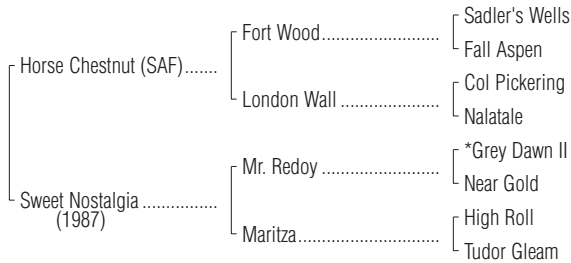 Sadler's Wells
Fort Wood
Fall Aspen
Horse Chestnut (SAF)
Col Pickering
London Wall
Nalatale
*Grey Dawn II
Mr. Redoy
Near Gold
Sweet Nostalgia
(1987)
High Roll
Maritza
Tudor Gleam